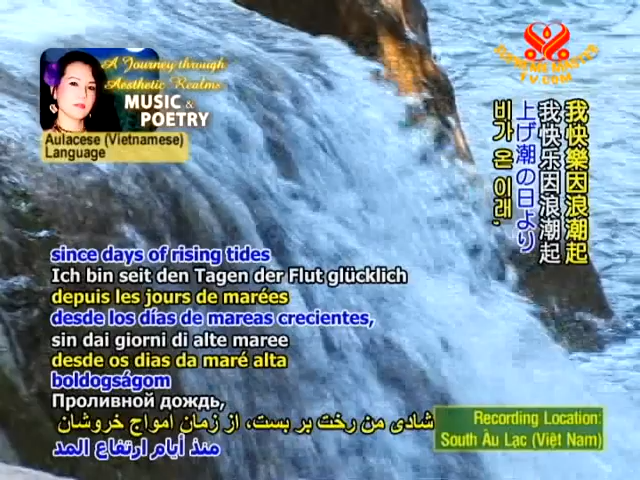 A Journey through
Aesthetic Realms
MUSIC &
POETRY
Aulacese (Vietnamese)
Language
SUPREME MASTER
TV.COM
我快樂因浪潮起
我快乐因浪潮起
上げ潮の日より
비가 온 이래,
since days of rising tides
Ich bin seit den Tagen der Flut glücklich
depuis les jours de marées
desde los días de mareas crecientes,
sin dai giorni di alte maree
desde os dias da maré alta
boldogságom
Проливной дождь,
شادی من رخت بر بست، از زمان امواج خروشان
منذ أيام ارتفاع المد
Recording Location:
South Âu Lạc (Việt Nam)